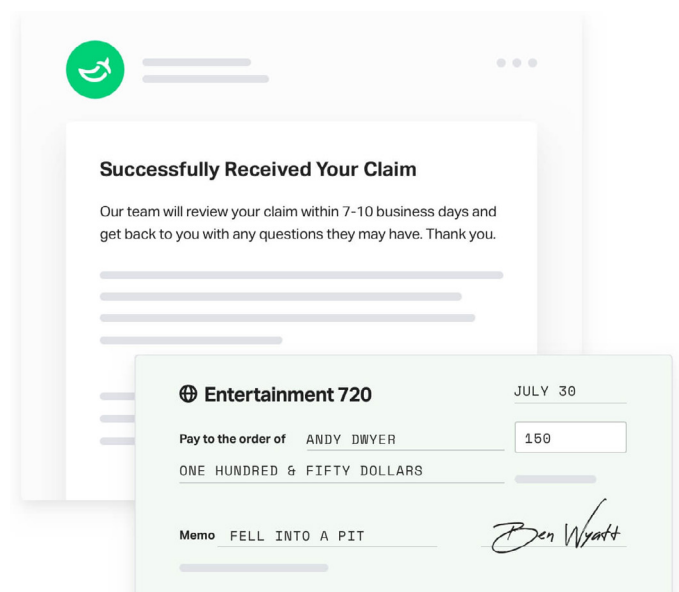 Successfully Received Your Claim
Our team will review your claim within 7-10 business days and
get back to you with any questions they may have. Thank you.
Entertainment 720
JULY 30
Pay to the order of ANDY DWYER
150
ONE HUNDRED & FIFTY DOLLARS
Memo FELL INTO A PIT
Ben Wyatt